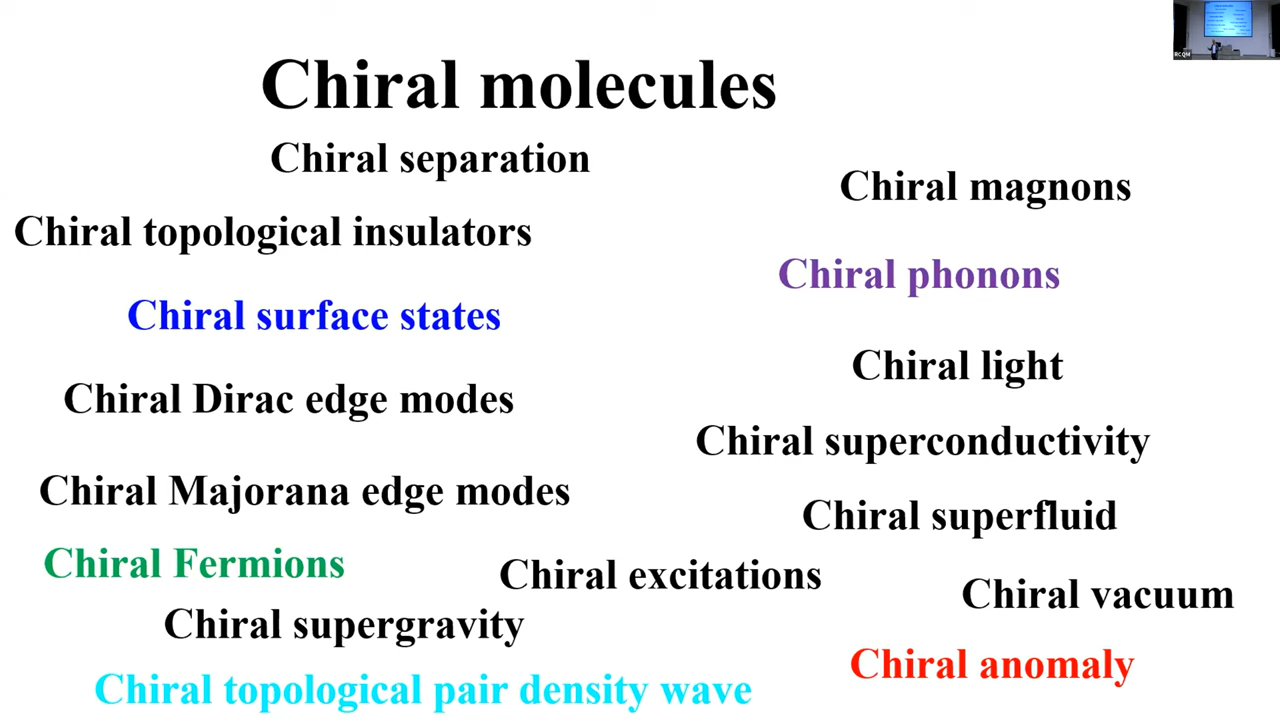 RCQM
Chiral molecules
Chiral separation
Chiral magnons
Chiral topological insulators
Chiral phonons
Chiral surface states
Chiral light
Chiral Dirac edge modes
Chiral superconductivity
Chiral Majorana edge modes
Chiral superfluid
Chiral Fermions
Chiral excitations
Chiral vacuum
Chiral supergravity
Chiral anomaly
Chiral topological pair density wave